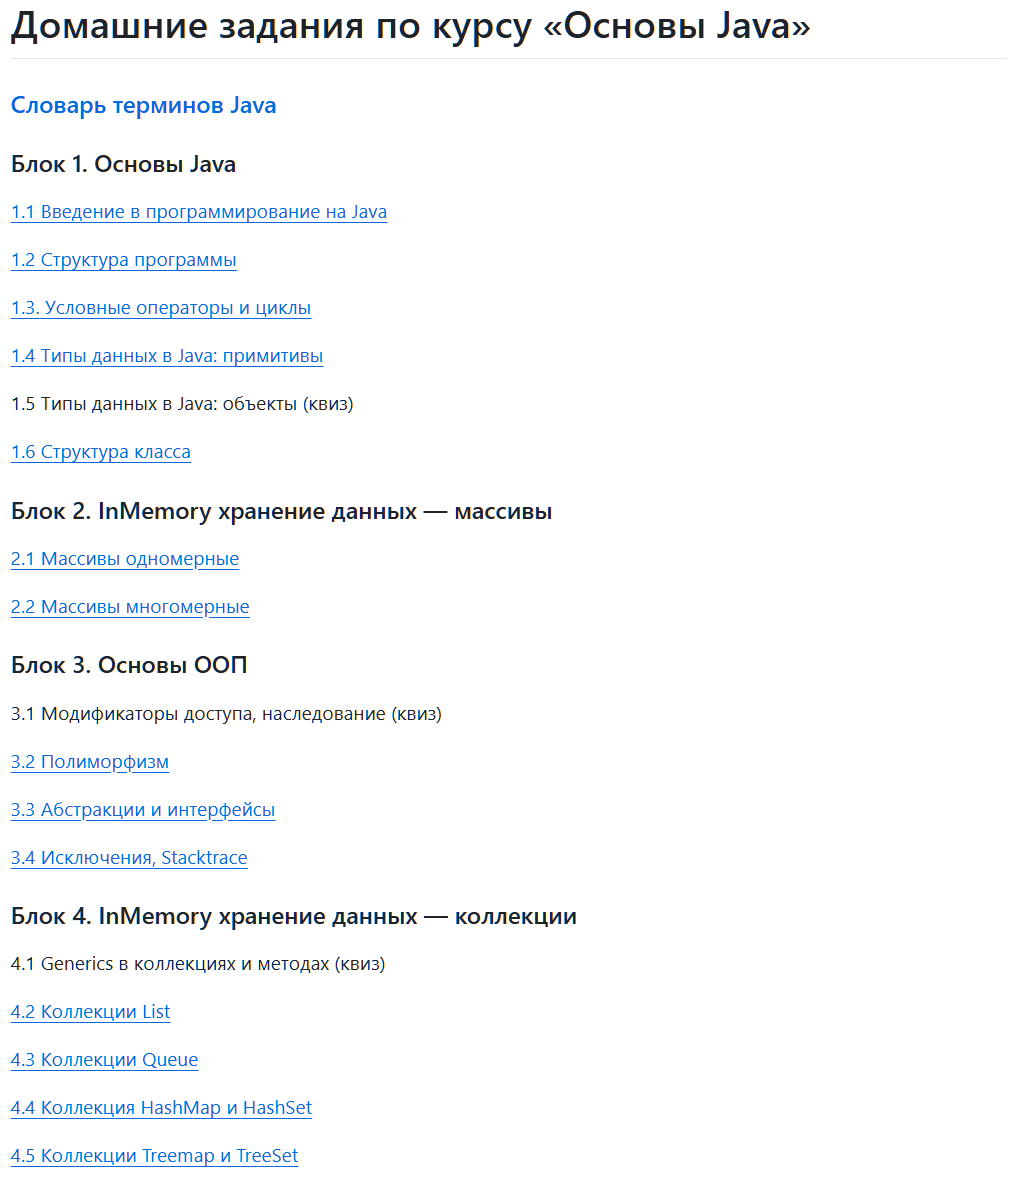 Домашние задания по курсу «Основы Java»
Словарь терминов Java
Блок 1. Основы Java
1.1 Введение в программирование на Java
1.2 Структура программы
1.3. Условные операторы и циклы
1.4 Типы данных в Java: примитивы
1.5 Типы данных в Java: объекты (квиз)
1.6 Структура класса
Блок 2. InMemory хранение данных — массивы
2.1 Массивы одномерные
2.2 Массивы многомерные
Блок 3. Основы ООП
3.1 Модификаторы доступа, наследование (квиз)
3.2 Полиморфизм
3.3 Абстракции и интерфейсы
3.4 Исключения, Stacktrace
Блок 4. InMemory хранение данных — коллекции
4.1 Generics в коллекциях и методах (квиз)
4.2 Коллекции List
4.3 Коллекции Queue
4.4 Коллекция HashMap и HashSet
4.5 Коллекции Treemap и TreeSet